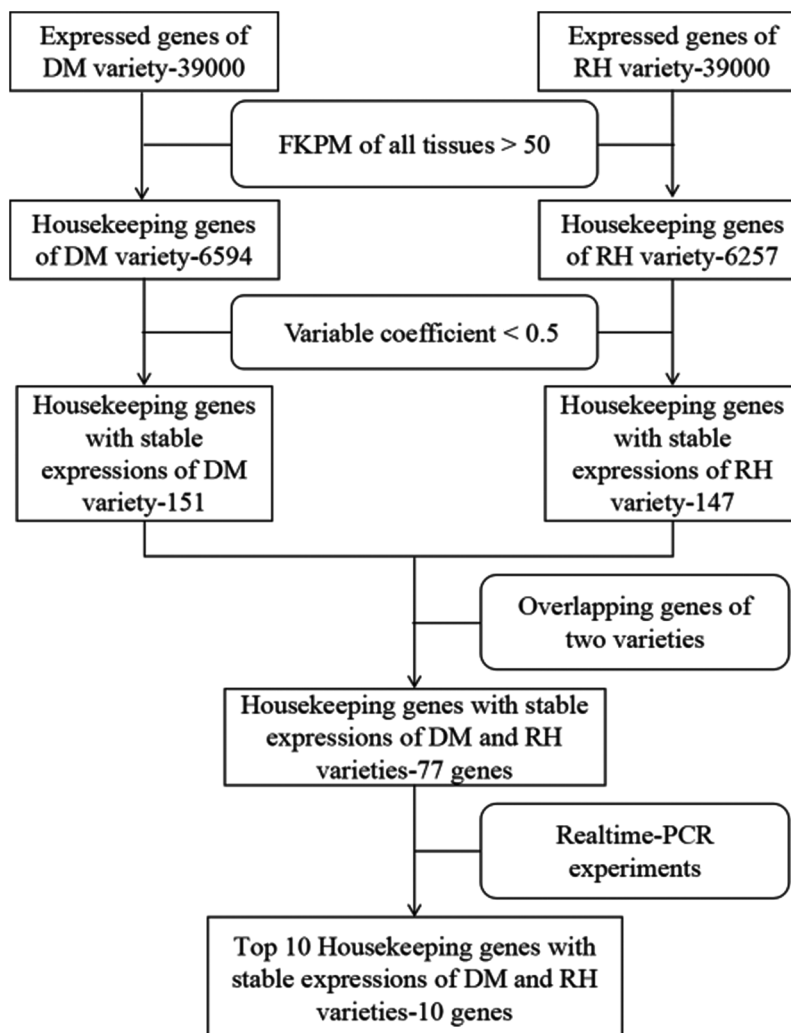 Expressed genes of
DM variety-39000
Expressed genes of
RH variety-39000
FKPM of all tissues > 50
Housekeeping genes
of DM variety-6594
Housekeeping genes
of RH variety-6257
Variable coefficient < 0.5
Housekeeping genes
with stable
expressions of DM
variety-151
Housekeeping genes
with stable
expressions of RH
variety-147
Overlapping genes of
two varieties
Housekeeping genes with stable
expressions of DM and RH
varieties-77 genes
Realtime-PCR
experiments
Top 10 Housekeeping genes with
stable expressions of DM and RH
varieties-10 genes